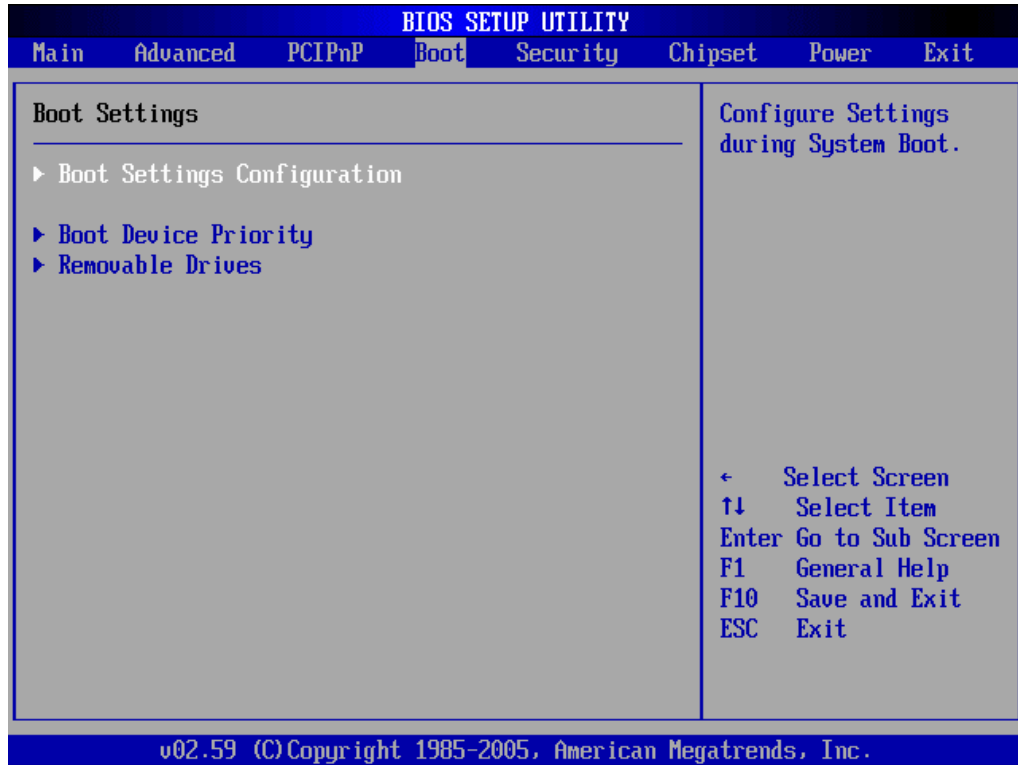 BIOS SETUP UTILITY
Main Advanced PCIPnP Boot Security Chipset Power Exit
Boot Settings
▶ Boot Settings Configuration
▶ Boot Device Priority
▶ Removable Drives
Configure Settings
during System Boot.
← Select Screen
↑↓ Select Item
Enter Go to Sub Screen
F1 General Help
F10 Save and Exit
ESC Exit
v02.59 (C)Copyright 1985-2005, American Megatrends, Inc.